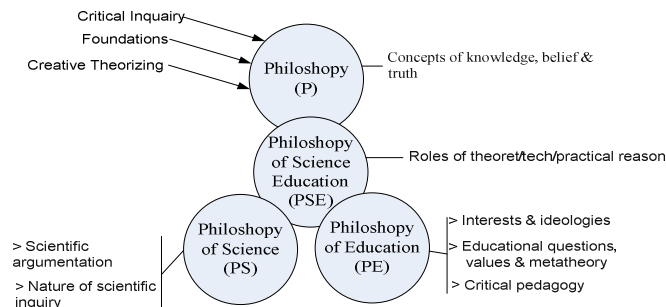 Critical Inquairy
Foundations
Creative Theorizing
Philoshopy
(P)
Concepts of knowledge, belief &
truth
Philoshopy
of Science
Education
(PSE)
Roles of theoret/tech/practical reason
Philoshopy
of Science
(PS)
Philoshopy
of Education
(PE)
> Scientific
argumentation
> Nature of scientific
inquiry
> Interests & ideologies
> Educational questions,
values & metatheory
> Critical pedagogy